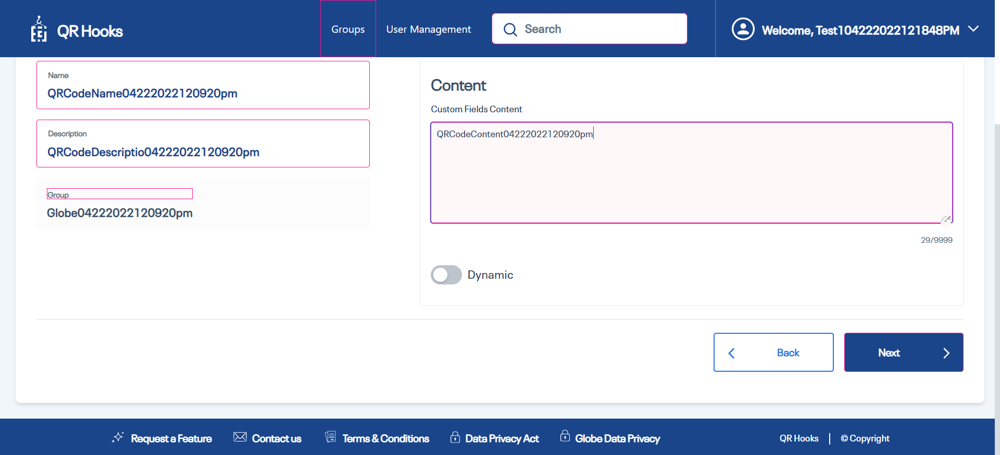 QR Hooks
Groups
User Management
Search
Welcome, Test104222022121848PM
Name
QRCodeName04222022120920pm
Description
QRCodeDescriptio04222022120920pm
Group
Globe04222022120920pm
Content
Custom Fields Content
QRCodeContent04222022120920pm
29/9999
Dynamic
Back
Next
Request a Feature
Contact us
Terms & Conditions
Data Privacy Act
Globe Data Privacy
QR Hooks
© Copyright